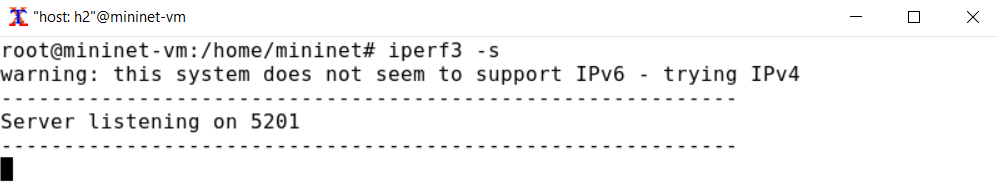 "host: h2"@mininet-vm
root@mininet-vm:/home/mininet# iperf3 -s
warning: this system does not seem to support IPv6 - trying IPv4
-----------------------------------------------------------
Server listening on 5201
-----------------------------------------------------------